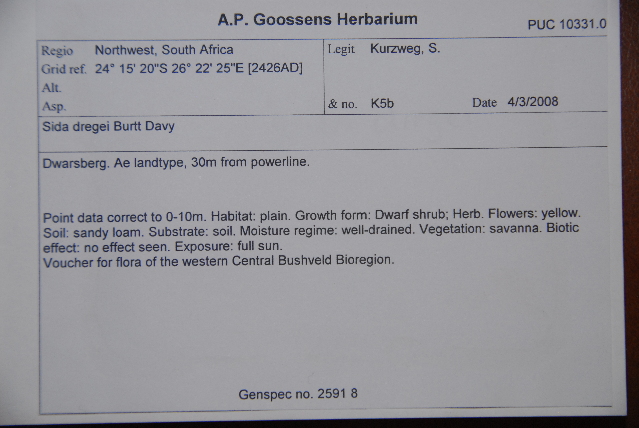 A.P. Goossens Herbarium
PUC 10331.0
Regio Northwest, South Africa
Legit Kurzweg, S.
Grid ref. 24° 15' 20"S 26° 22' 25"E [2426AD]
Alt.
Asp.
& no. K5b Date 4/3/2008
Sida dregei Burtt Davy
Dwarsberg. Ae landtype, 30m from powerline.
Point data correct to 0-10m. Habitat: plain. Growth form: Dwarf shrub; Herb. Flowers: yellow.
Soil: sandy loam. Substrate: soil. Moisture regime: well-drained. Vegetation: savanna. Biotic
effect: no effect seen. Exposure: full sun.
Voucher for flora of the western Central Bushveld Bioregion.
Genspec no. 2591 8